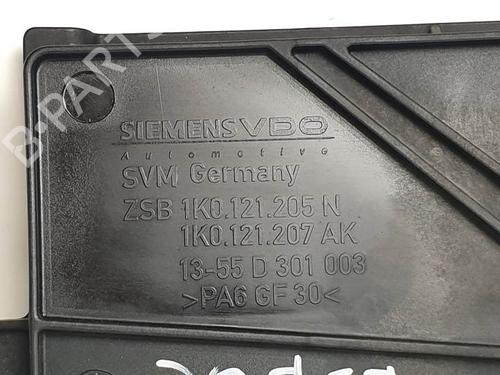 B-PARTS
SIEMENS VDO
Automotive
SVM Germany
ZSB 1K0.121.205 N
1K0.121.207 AK
13-55 D 301 003
>PA6 GF 30<